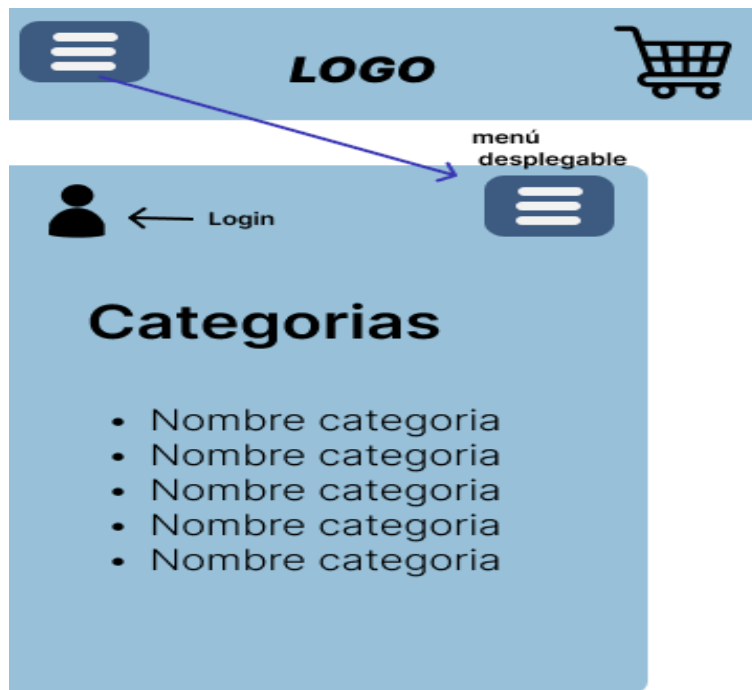 LOGO
menú
desplegable
Login
Categorias
• Nombre categoria
• Nombre categoria
• Nombre categoria
• Nombre categoria
• Nombre categoria